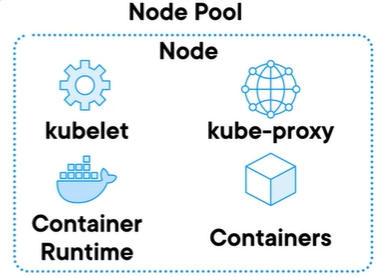 Node Pool
Node
kubelet
kube-proxy
Container
Runtime
Containers